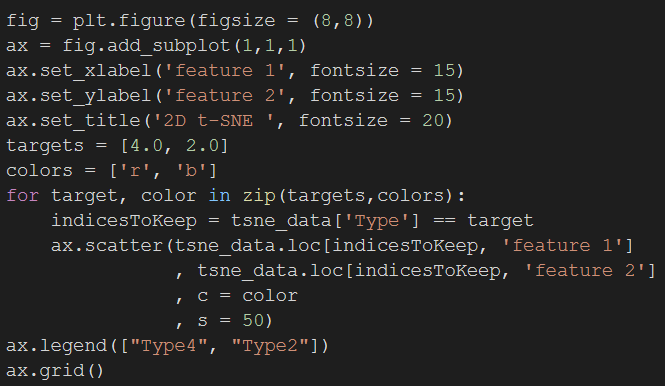 fig = plt.figure(figsize = (8,8))
ax = fig.add_subplot(1,1,1)
ax.set_xlabel('feature 1', fontsize = 15)
ax.set_ylabel('feature 2', fontsize = 15)
ax.set_title('2D t-SNE ', fontsize = 20)
targets = [4.0, 2.0]
colors = ['r', 'b']
for target, color in zip(targets,colors):
    indicesToKeep = tsne_data['Type'] == target
    ax.scatter(tsne_data.loc[indicesToKeep, 'feature 1']
               , tsne_data.loc[indicesToKeep, 'feature 2']
               , c = color
               , s = 50)
ax.legend(["Type4", "Type2"])
ax.grid()